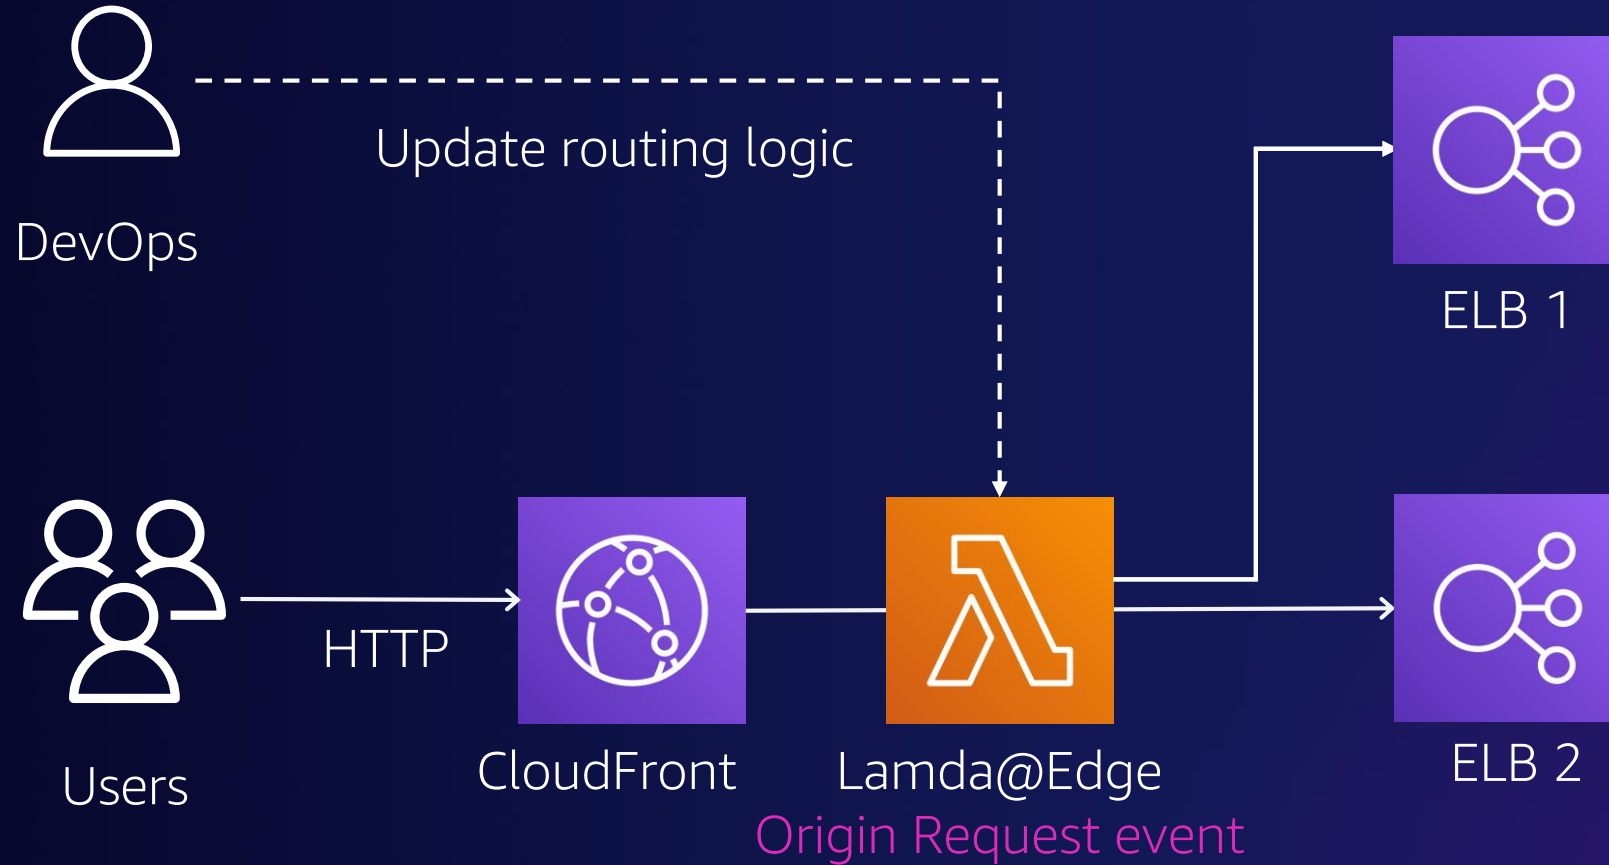 Update routing logic
DevOps
ELB 1
HTTP
CloudFront
Lamda@Edge
ELB 2
Users
Origin Request event